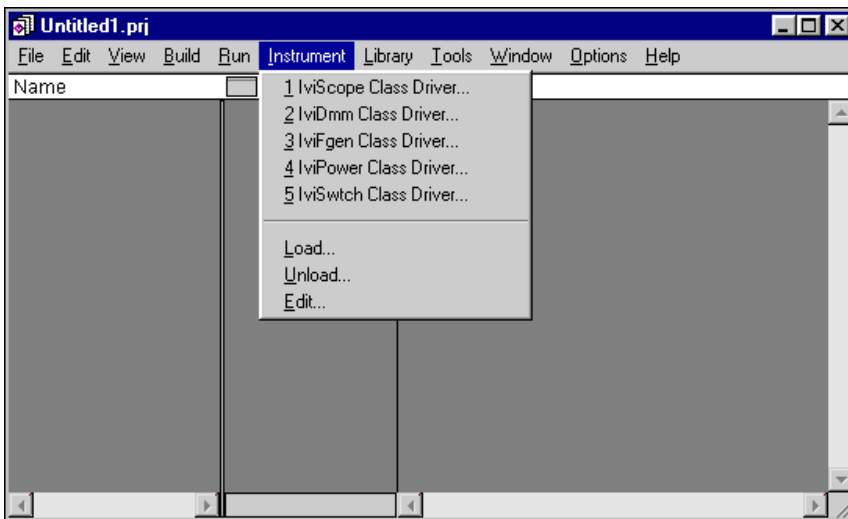 Untitled1.prj
File Edit View Build Run Instrument Library Tools Window Options Help
Name
1 IviScope Class Driver...
2 IviDmm Class Driver...
3 IviFgen Class Driver...
4 IviPower Class Driver...
5 IviSwtch Class Driver...
Load...
Unload...
Edit...